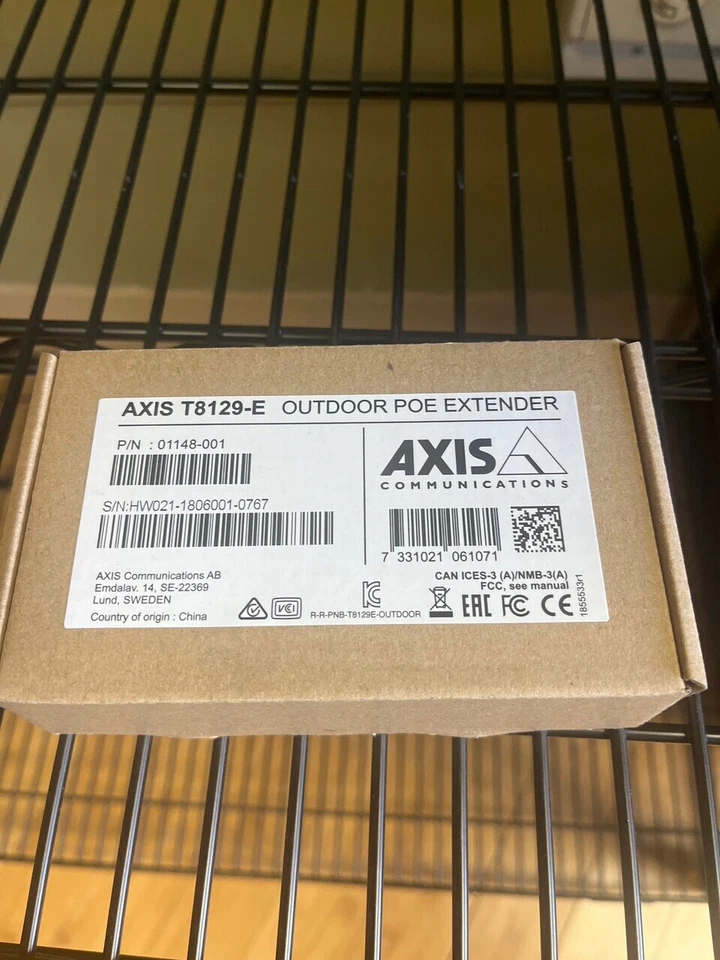 AXIS T8129-E OUTDOOR POE EXTENDER
P/N : 01148-001
S/N:HW021-1806001-0767
AXIS Communications AB
Emdalav. 14, SE-22369
Lund, SWEDEN
Country of origin : China
AXIS
COMMUNICATIONS
7 331021 061071
CAN ICES-3 (A)/NMB-3(A)
FCC, see manual
VCI
R-R-PNB-T8129E-OUTDOOR
EAC FC CE
1855533r1